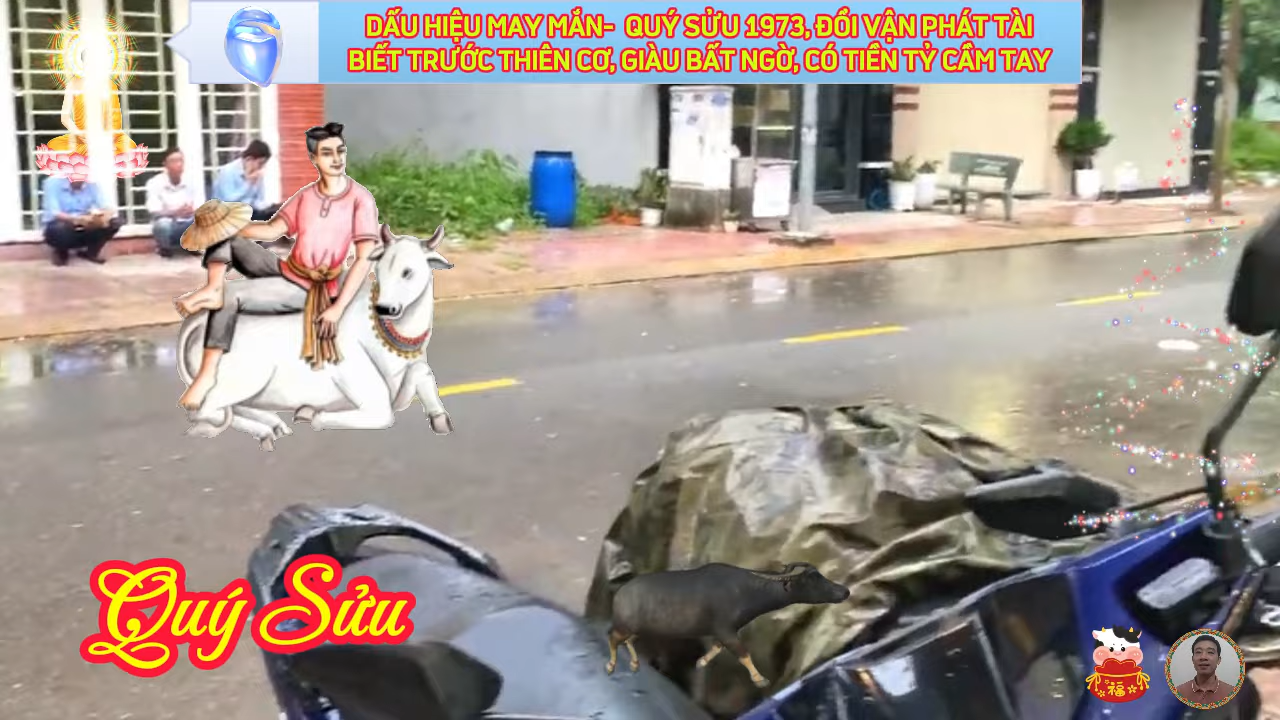 DẤU HIỆU MAY MẮN- QUÝ SỬU 1973, ĐỔI VẬN PHÁT TÀI
BIẾT TRƯỚC THIÊN CƠ, GIÀU BẤT NGỜ, CÓ TIỀN TỶ CẦM TAY
Quý Sửu
福